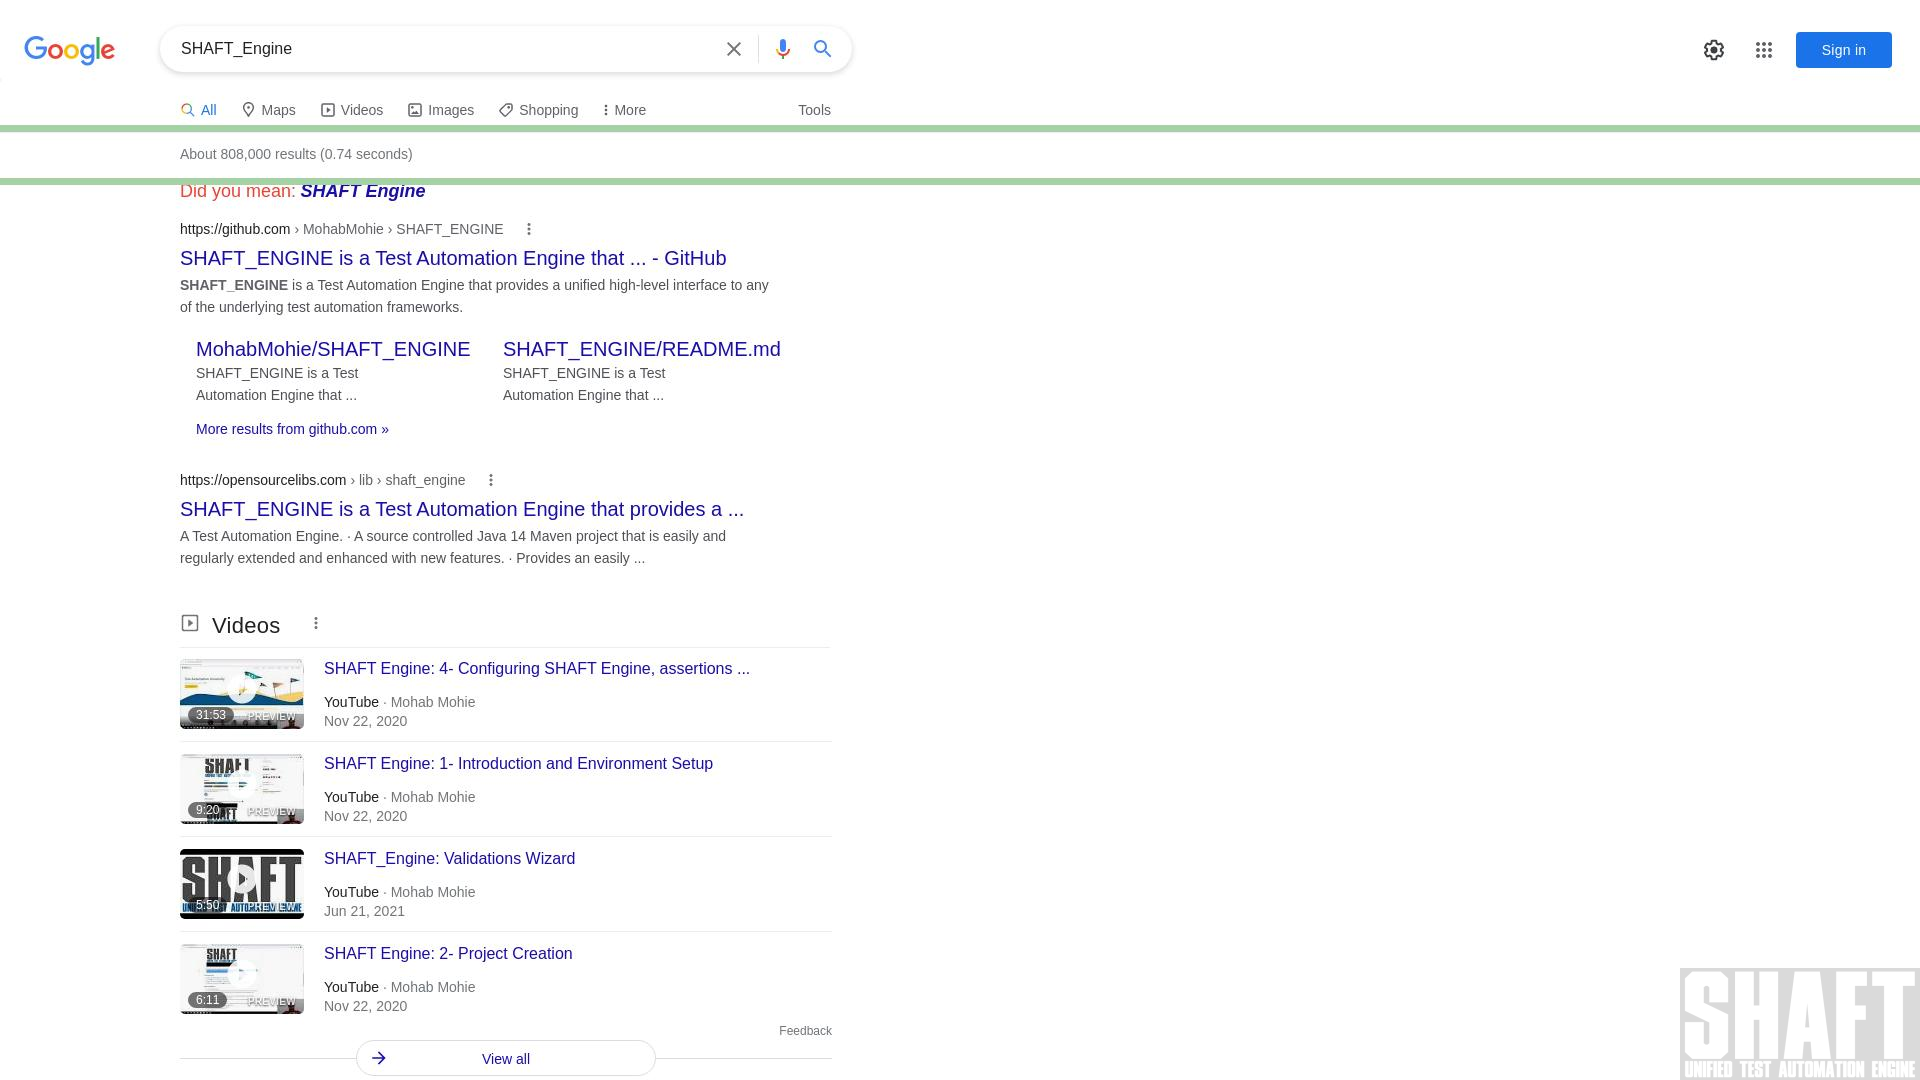 Google
SHAFT_Engine
Sign in
All
Maps
Videos
Images
Shopping
More
Tools
About 808,000 results (0.74 seconds)
Did you mean: SHAFT Engine
https://github.com › MohabMohie › SHAFT_ENGINE
SHAFT_ENGINE is a Test Automation Engine that ... - GitHub
SHAFT_ENGINE is a Test Automation Engine that provides a unified high-level interface to any
of the underlying test automation frameworks.
MohabMohie/SHAFT_ENGINE
SHAFT_ENGINE is a Test
Automation Engine that ...
SHAFT_ENGINE/README.md
SHAFT_ENGINE is a Test
Automation Engine that ...
More results from github.com »
https://opensourcelibs.com › lib › shaft_engine
SHAFT_ENGINE is a Test Automation Engine that provides a ...
A Test Automation Engine. · A source controlled Java 14 Maven project that is easily and
regularly extended and enhanced with new features. · Provides an easily ...
Videos
31:53
PREVIEW
SHAFT Engine: 4- Configuring SHAFT Engine, assertions ...
YouTube · Mohab Mohie
Nov 22, 2020
SHAFT
9:20
PREVIEW
SHAFT Engine: 1- Introduction and Environment Setup
YouTube · Mohab Mohie
Nov 22, 2020
SHAFT
5:50
PREVIEW
SHAFT_Engine: Validations Wizard
YouTube · Mohab Mohie
Jun 21, 2021
SHAFT
6:11
PREVIEW
SHAFT Engine: 2- Project Creation
YouTube · Mohab Mohie
Nov 22, 2020
Feedback
View all
SHAFT
UNIFIED TEST AUTOMATION ENGINE